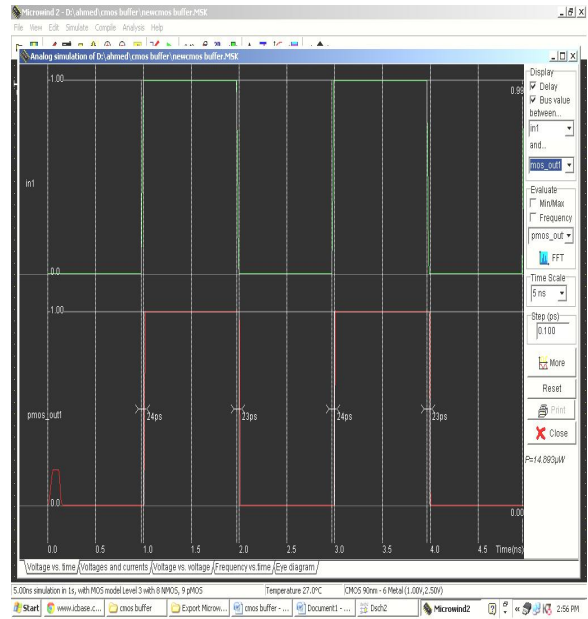 Microwind 2 - D:\ahmed\cmos buffer\newcmos buffer.MSK
File View Edit Simulate Compile Analysis Help
Analog simulation of D:\ahmed\cmos buffer\newcmos buffer.MSK
1.00
0.99
in1
0.0
1.00
pmos_out1
24ps
23ps
24ps
23ps
0.0
0.00
0.0 0.5 1.0 1.5 2.0 2.5 3.0 3.5 4.0 4.5 Time(ns)
Voltage vs. time Voltages and currents Voltage vs. voltage Frequency vs.time Eye diagram
Display
Delay
Bus value
between...
in1
and...
mos_out1
Evaluate
Min/Max
Frequency
pmos_out
FFT
Time Scale
5 ns
Step (ps)
0.100
More
Reset
Print
Close
P=14.893µW
5.00ns simulation in 1s, with MOS model Level 3 with 8 NMOS, 9 pMOS Temperature 27.0°C CMOS 90nm - 6 Metal (1.00V,2.50V)
Start www.icbase.c... cmos buffer Export Microw... cmos buffer - ... Document1 - ... Dsch2 Microwind2 2:56 PM